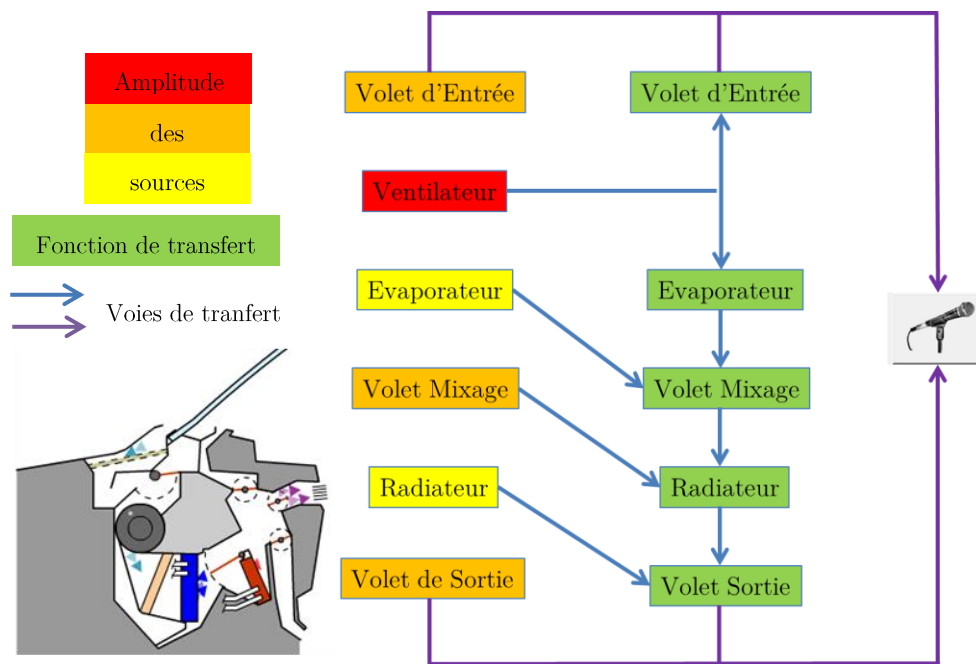 Amplitude
des
sources
Fonction de transfert
Voies de tranfert
Volet d'Entrée
Volet d'Entrée
Ventilateur
Evaporateur
Evaporateur
Volet Mixage
Volet Mixage
Radiateur
Radiateur
Volet de Sortie
Volet Sortie